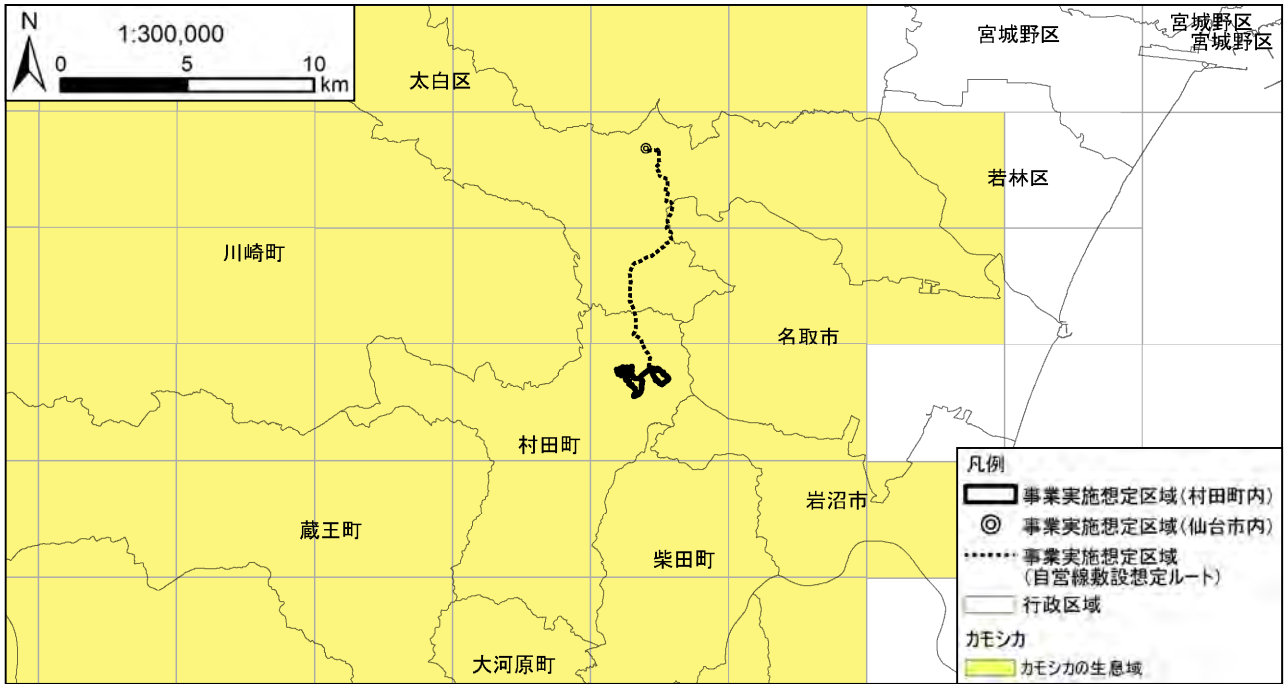 N
1:300,000
0 5 10
km
太白区
宮城野区
宮城野区
宮城野区
若林区
川崎町
名取市
村田町
岩沼市
蔵王町
柴田町
大河原町
凡例
事業実施想定区域(村田町内)
事業実施想定区域(仙台市内)
事業実施想定区域
(自営線敷設想定ルート)
行政区域
カモシカ
カモシカの生息域